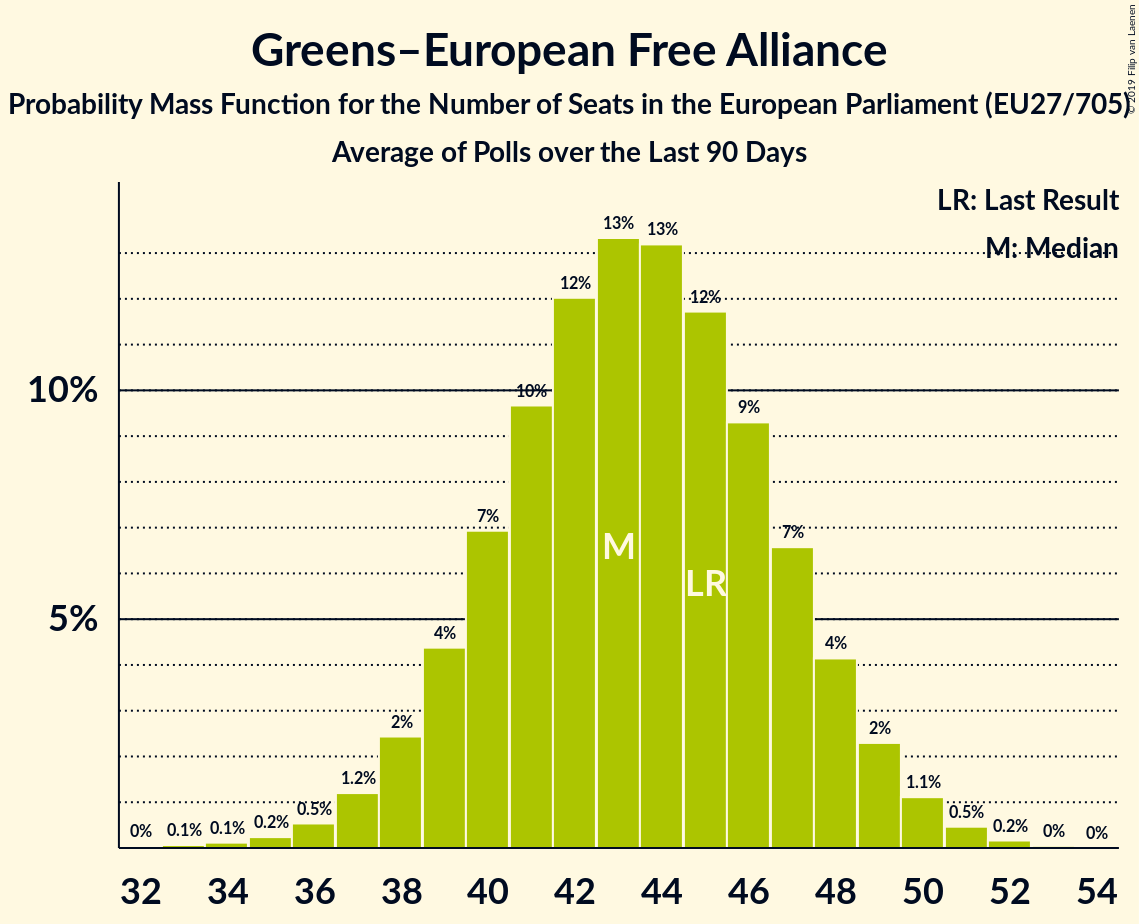 Greens–European Free Alliance
Probability Mass Function for the Number of Seats in the European Parliament (EU27/705)
Average of Polls over the Last 90 Days
© 2019 Filip van Laenen
LR: Last Result
M: Median
10%
5%
0%
0.1%
0.1%
0.2%
0.5%
1.2%
2%
4%
7%
10%
12%
13%
13%
12%
9%
7%
4%
2%
1.1%
0.5%
0.2%
0%
0%
M
LR
32 34 36 38 40 42 44 46 48 50 52 54